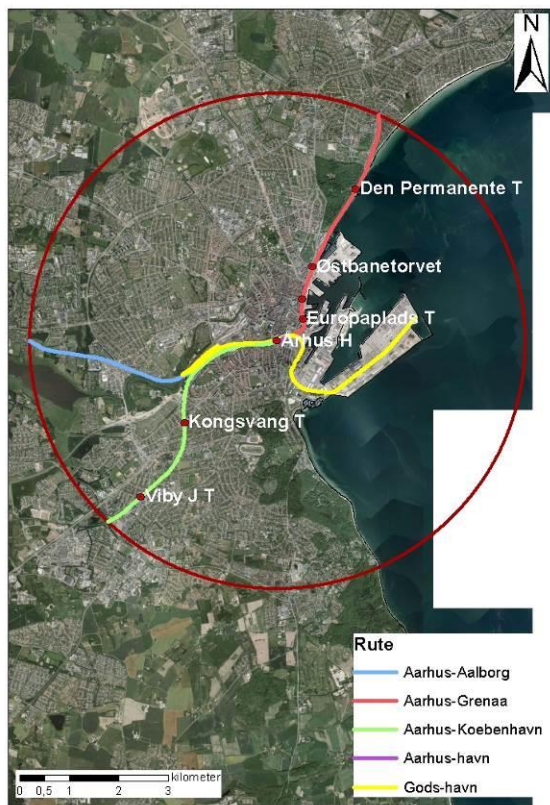 N
Den Permanente T
Østbanetorvet
Europaplads T
Århus H
Kongsvang T
Viby J T
Rute
Aarhus-Aalborg
Aarhus-Grenaa
Aarhus-Koebenhavn
Aarhus-havn
Gods-havn
kilometer
0 0,5 1 2 3